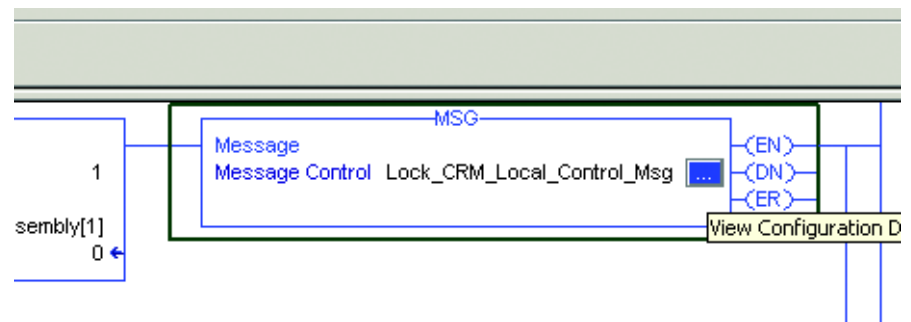 MSG
Message
Message Control Lock_CRM_Local_Control_Msg ...
EN
DN
ER
1
sembly[1]
0
View Configuration D